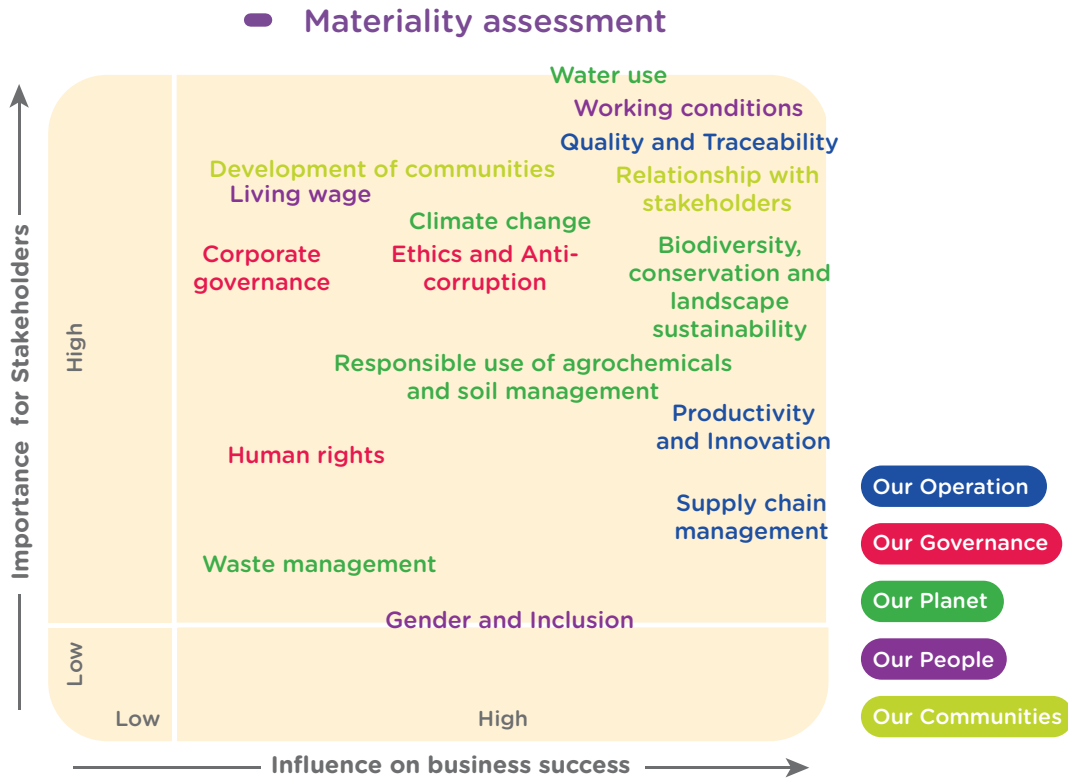 Materiality assessment
Water use
Working conditions
Quality and Traceability
Development of communities
Living wage
Relationship with
stakeholders
Climate change
Corporate
governance
Ethics and Anti-
corruption
Biodiversity,
conservation and
landscape
sustainability
Responsible use of agrochemicals
and soil management
Productivity
and Innovation
Human rights
Supply chain
management
Waste management
Gender and Inclusion
Importance for Stakeholders
High
Low
Low
High
Influence on business success
Our Operation
Our Governance
Our Planet
Our People
Our Communities